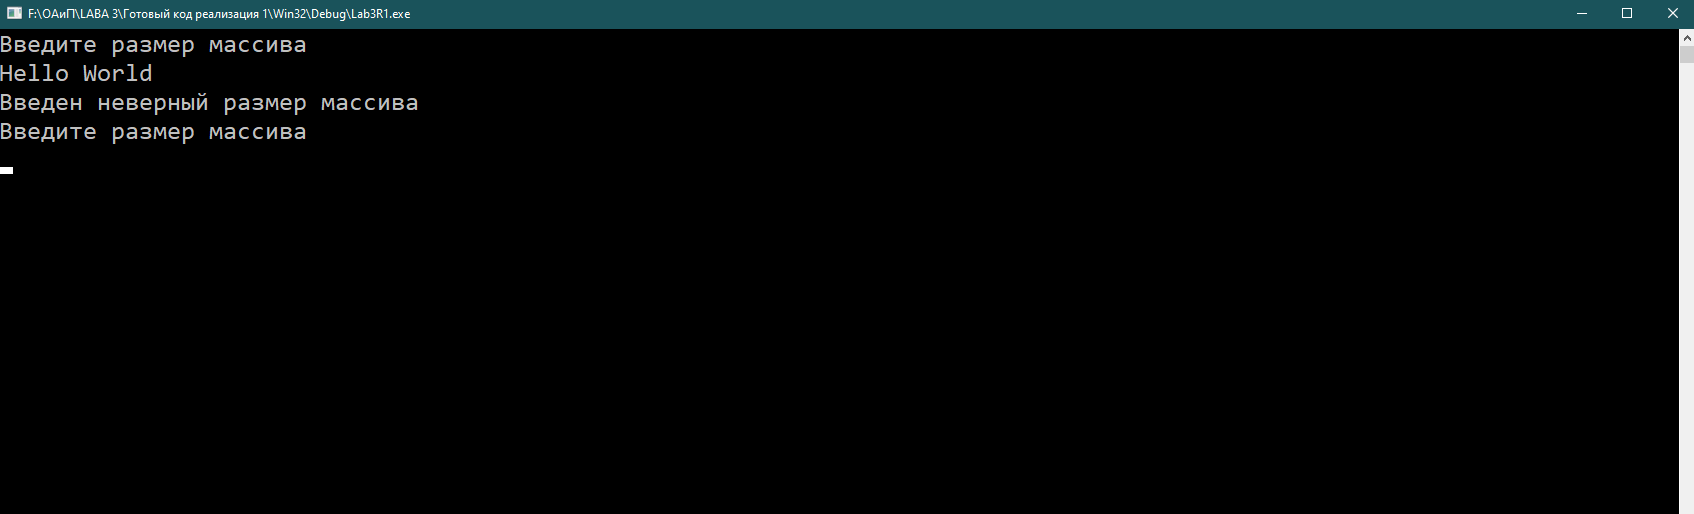 F:\ОАиП\LABA 3\Готовый код реализация 1\Win32\Debug\Lab3R1.exe
Введите размер массива
Hello World
Введен неверный размер массива
Введите размер массива